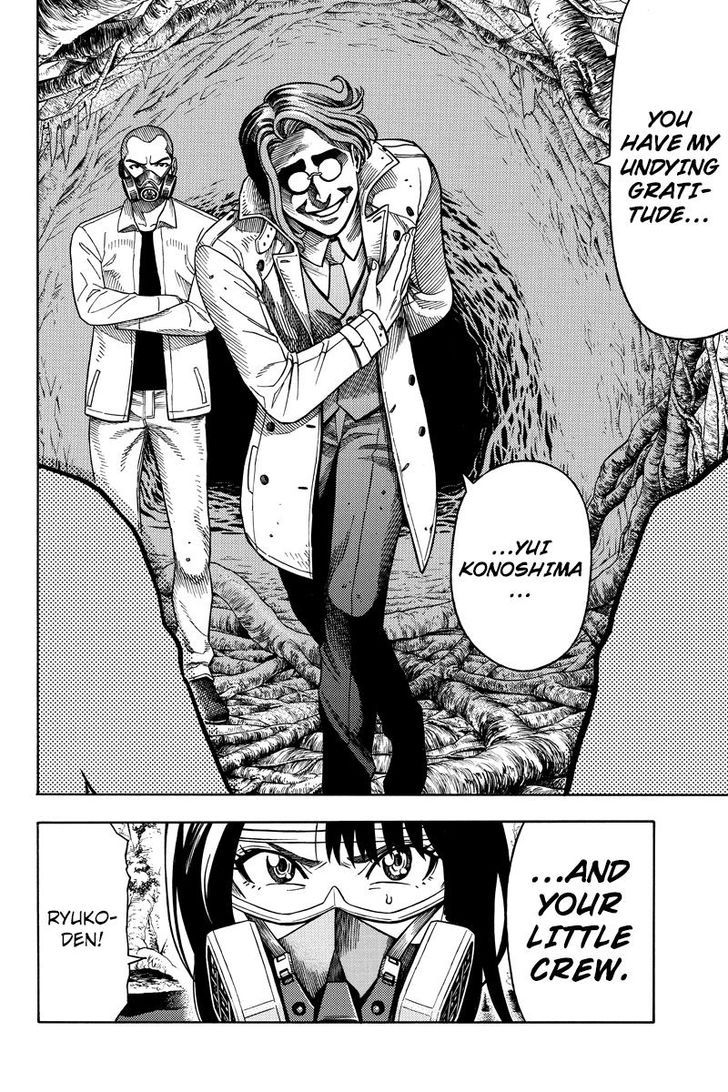 YOU
HAVE MY
UNDYING
GRATI-
TUDE...
...YUI
KONOSHIMA
...
...AND
YOUR
LITTLE
CREW.
RYUKO-
DEN!